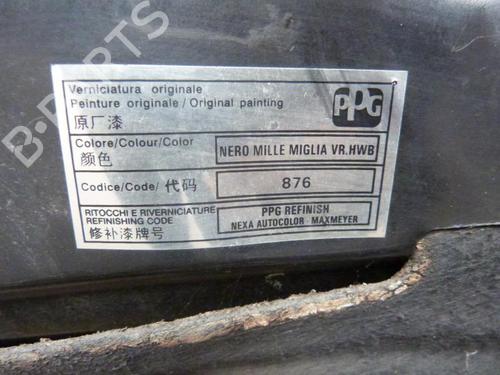 B-PARTS
Verniciatura originale
Peinture originale/Original painting
原厂漆
PPG
Colore/Colour/Color
颜色
NERO MILLE MIGLIA VR.HWB
Codice/Code/代码
876
RITOCCHI E RIVERNICIATURE
REFINISHING CODE
修补漆牌号
PPG REFINISH
NEXA AUTOCOLOR - MAXMEYER